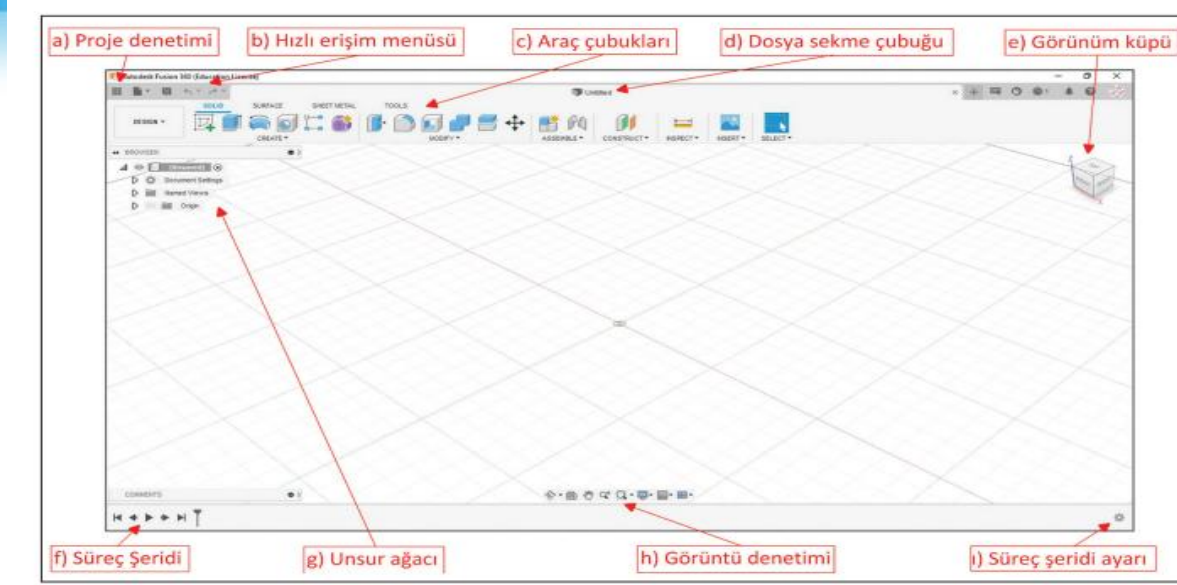 a) Proje denetimi
b) Hızlı erişim menüsü
c) Araç çubukları
d) Dosya sekme çubuğu
e) Görünüm küpü
Autodesk Fusion 360 (Education License)
Untitled
SOLID
SURFACE
SHEET METAL
TOOLS
DESIGN
CREATE
MODIFY
ASSEMBLE
CONSTRUCT
INSPECT
INSERT
SELECT
BROWSER
Document Settings
Named Views
Origin
COMMENTS
f) Süreç Şeridi
g) Unsur ağacı
h) Görüntü denetimi
ı) Süreç şeridi ayarı